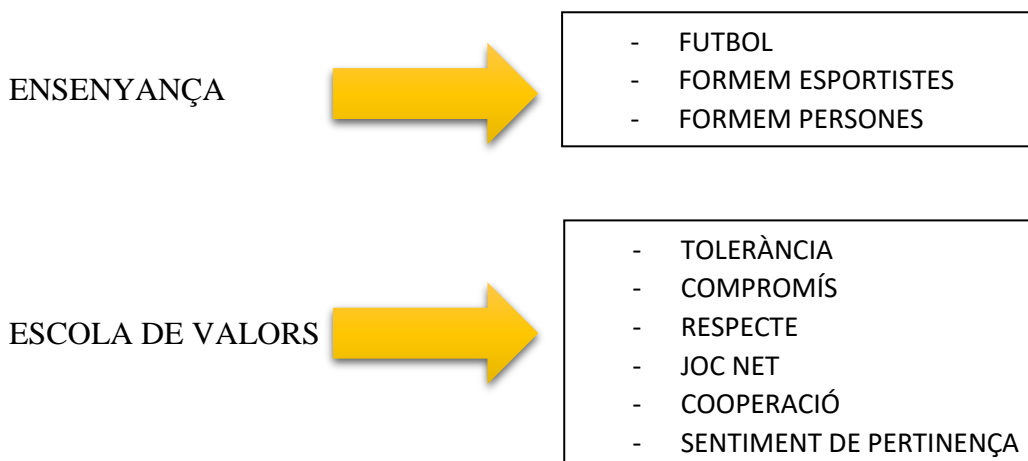 ENSENYANÇA
- FUTBOL
- FORMEM ESPORTISTES
- FORMEM PERSONES
ESCOLA DE VALORS
- TOLERÀNCIA
- COMPROMÍS
- RESPECTE
- JOC NET
- COOPERACIÓ
- SENTIMENT DE PERTINENÇA